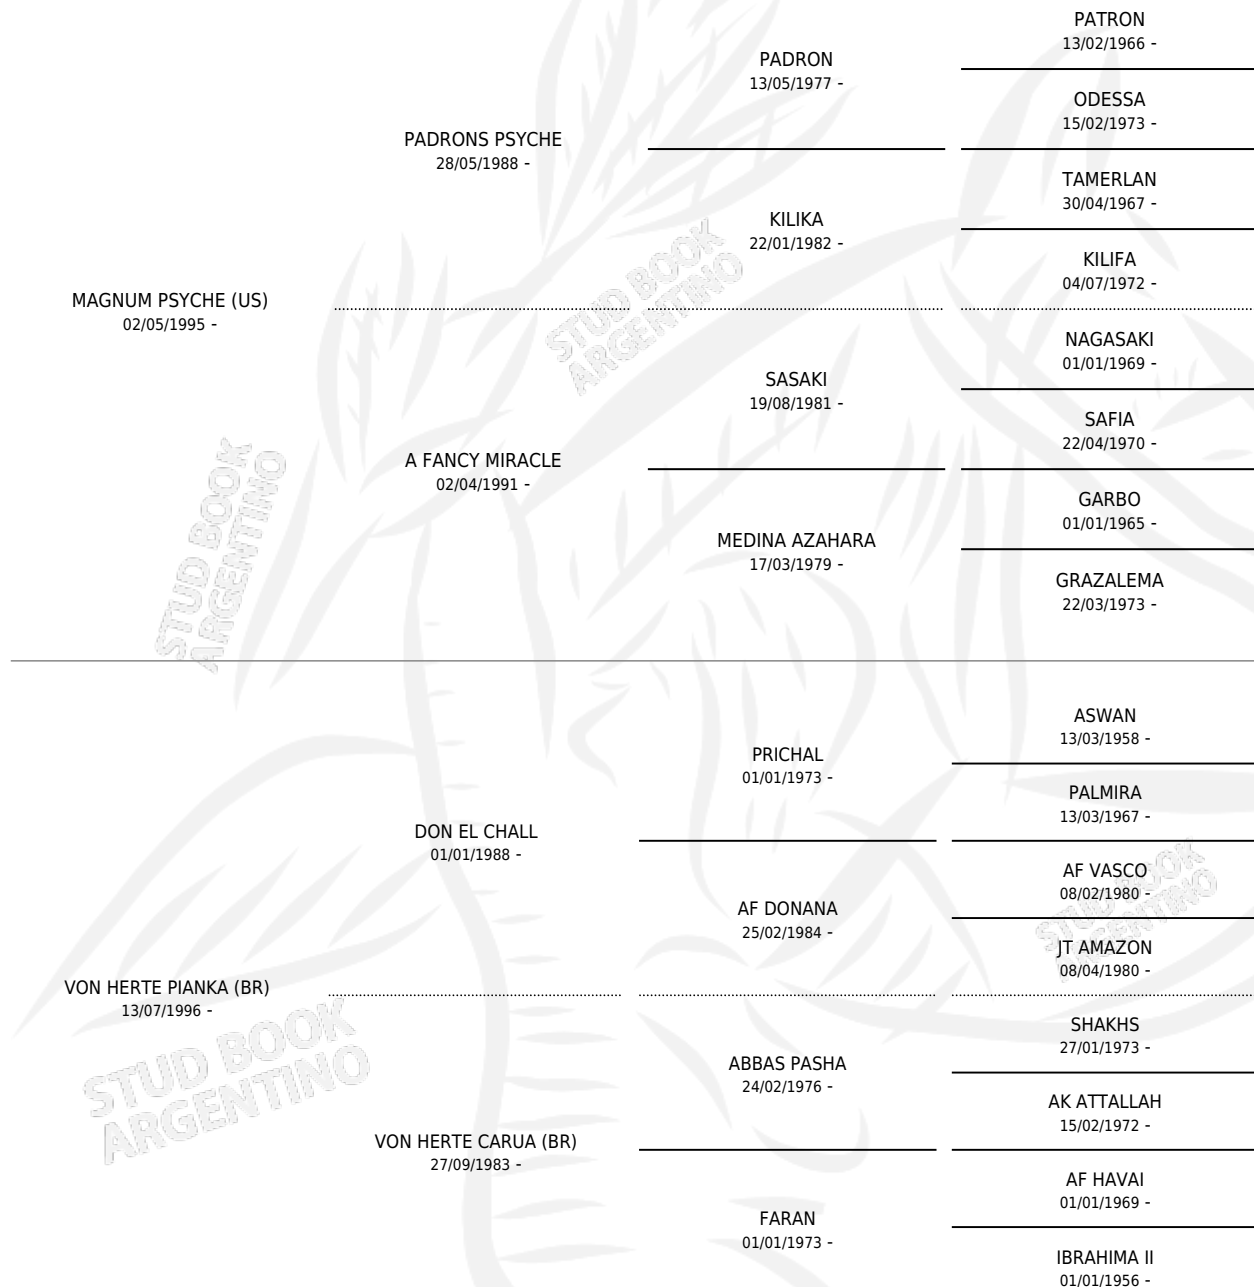 PATRON
13/02/1966 -
PADRON
13/05/1977 -
ODESSA
15/02/1973 -
PADRONS PSYCHE
28/05/1988 -
TAMERLAN
30/04/1967 -
KILIKA
22/01/1982 -
KILIFA
04/07/1972 -
MAGNUM PSYCHE (US)
02/05/1995 -
NAGASAKI
01/01/1969 -
SASAKI
19/08/1981 -
SAFIA
22/04/1970 -
A FANCY MIRACLE
02/04/1991 -
GARBO
01/01/1965 -
MEDINA AZAHARA
17/03/1979 -
GRAZALEMA
22/03/1973 -
ASWAN
13/03/1958 -
PRICHAL
01/01/1973 -
PALMIRA
13/03/1967 -
DON EL CHALL
01/01/1988 -
AF VASCO
08/02/1980 -
AF DONANA
25/02/1984 -
JT AMAZON
08/04/1980 -
VON HERTE PIANKA (BR)
13/07/1996 -
SHAKHS
27/01/1973 -
ABBAS PASHA
24/02/1976 -
AK ATTALLAH
15/02/1972 -
VON HERTE CARUA (BR)
27/09/1983 -
AF HAVAI
01/01/1969 -
FARAN
01/01/1973 -
IBRAHIMA II
01/01/1956 -
STUD BOOK
ARGENTINO
STUD BOOK
ARGENTINO
STUD BOOK
ARGENTINO
STUD BOOK
ARGENTINO